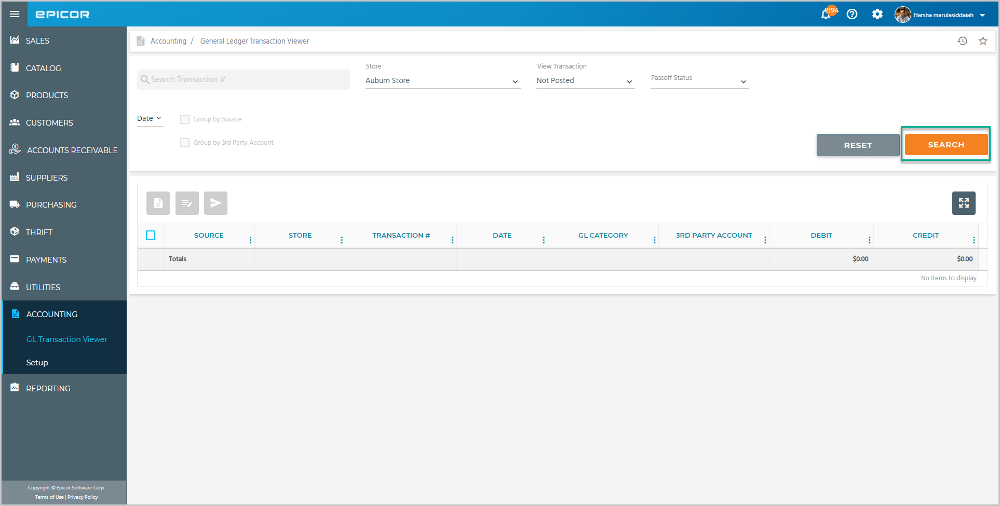 EPICOR
2194
Harsha marulasiddaiah
SALES
CATALOG
PRODUCTS
CUSTOMERS
ACCOUNTS RECEIVABLE
SUPPLIERS
PURCHASING
THRIFT
PAYMENTS
UTILITIES
ACCOUNTING
GL Transaction Viewer
Setup
REPORTING
Copyright © Epicor Software Corp.
Terms of Use | Privacy Policy
Accounting / General Ledger Transaction Viewer
Search Transaction #
Store
Auburn Store
View Transaction
Not Posted
Passoff Status
Date
Group by Source
Group by 3rd Party Account
RESET
SEARCH
SOURCE STORE TRANSACTION # DATE GL CATEGORY 3RD PARTY ACCOUNT DEBIT CREDIT
Totals $0.00 $0.00
No items to display